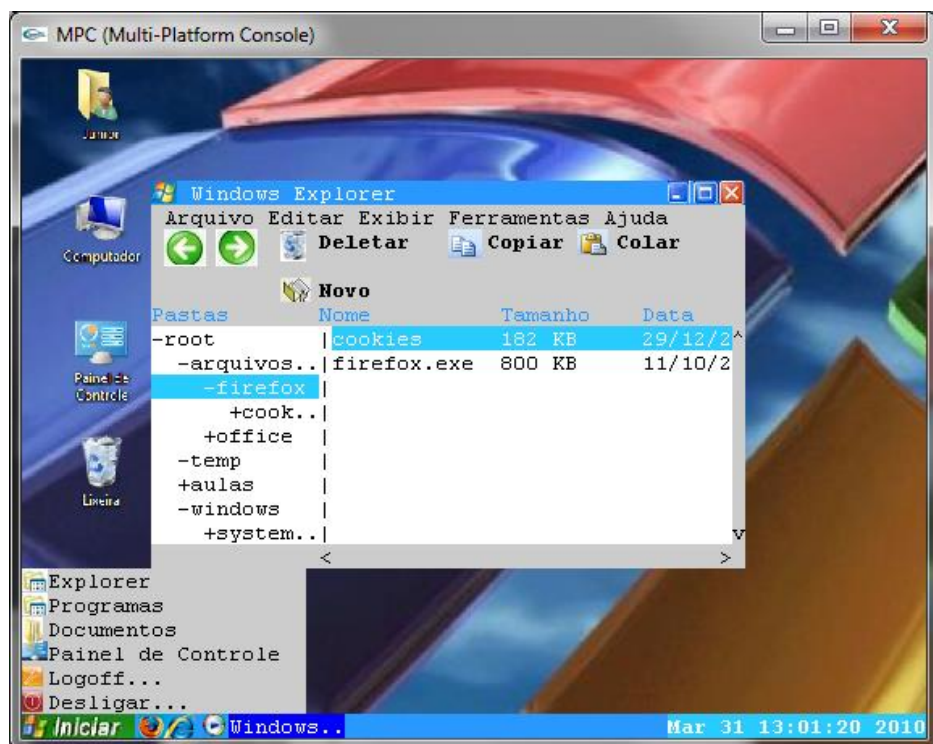 MPC (Multi-Platform Console)
Junior
Computador
Painel de
Controle
Lixeira
Windows Explorer
Arquivo Editar Exibir Ferramentas Ajuda
Deletar Copiar Colar
Novo
Pastas Nome Tamanho Data
-root |cookies 182 KB 29/12/2^
-arquivos..|firefox.exe 800 KB 11/10/2
-firefox |
+cook..|
+office |
-temp |
+aulas |
-windows |
+system..| v
< >
Explorer
Programas
Documentos
Painel de Controle
Logoff...
Desligar...
Iniciar Windows.. Mar 31 13:01:20 2010